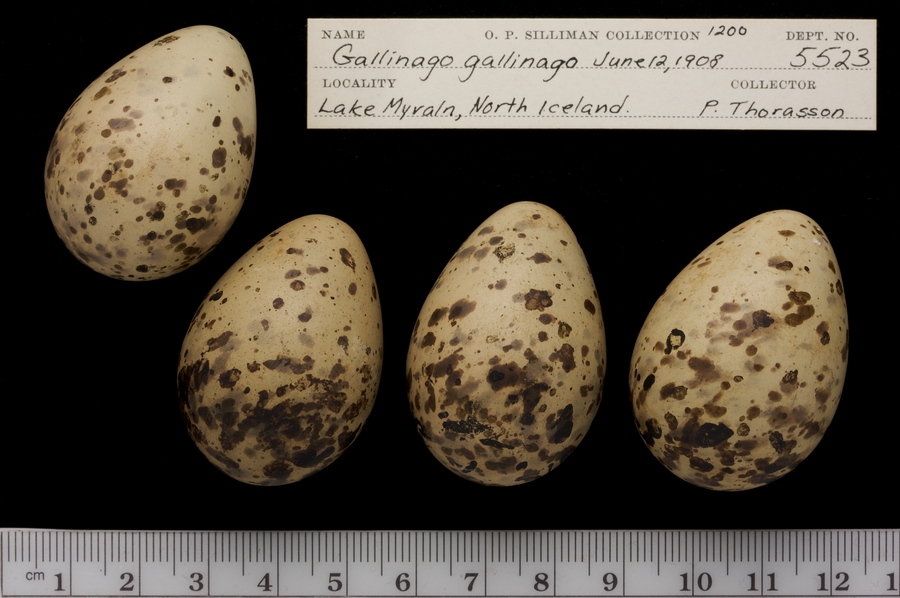 NAME O. P. SILLIMAN COLLECTION 1200 DEPT. NO.
Gallinago gallinago June 12, 1908 5523
LOCALITY COLLECTOR
Lake Myvaln, North Iceland. P. Thorasson
cm 1 2 3 4 5 6 7 8 9 10 11 12 1